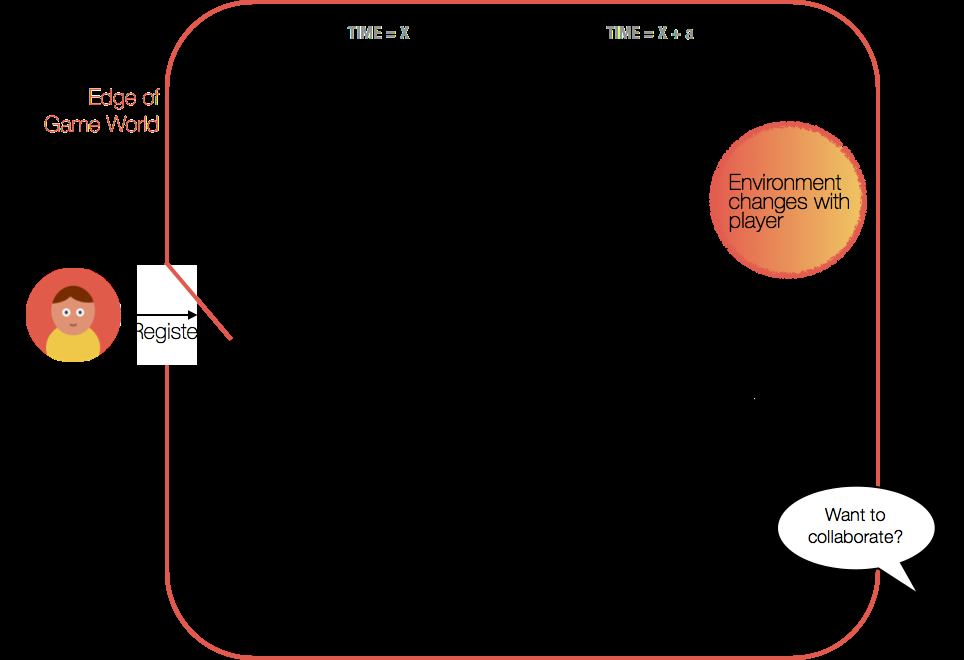 TIME = X
TIME = X + a
Edge of
Game World
Environment
changes with
player
Registe
Want to
collaborate?